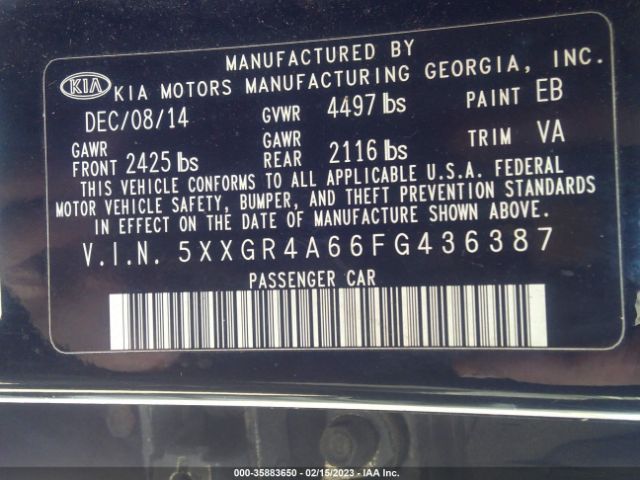 MANUFACTURED BY
KIA KIA MOTORS MANUFACTURING GEORGIA, INC.
DEC/08/14 GVWR 4497 lbs PAINT EB
GAWR FRONT 2425 lbs GAWR REAR 2116 lbs TRIM VA
THIS VEHICLE CONFORMS TO ALL APPLICABLE U.S.A. FEDERAL
MOTOR VEHICLE SAFETY, BUMPER, AND THEFT PREVENTION STANDARDS
IN EFFECT ON THE DATE OF MANUFACTURE SHOWN ABOVE.
V.I.N. 5XXGR4A66FG436387
PASSENGER CAR
000-35883650 - 02/15/2023 - IAA Inc.